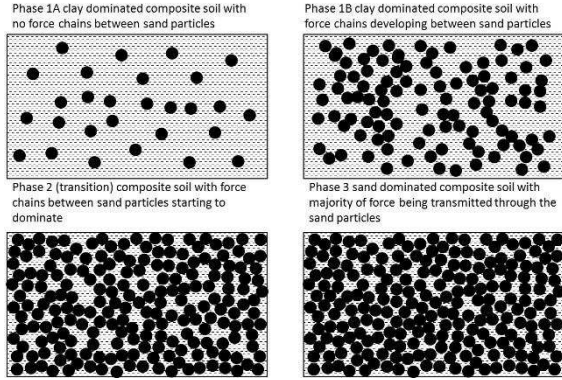 Phase 1A clay dominated composite soil with
no force chains between sand particles
Phase 1B clay dominated composite soil with
force chains developing between sand particles
Phase 2 (transition) composite soil with force
chains between sand particles starting to
dominate
Phase 3 sand dominated composite soil with
majority of force being transmitted through the
sand particles